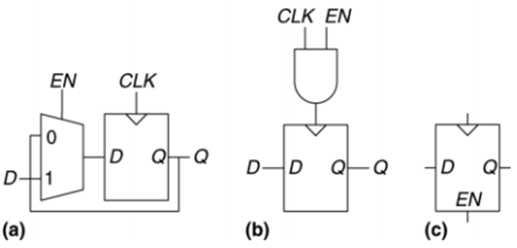 CLK EN
EN CLK
0
D 1 D Q Q D D Q Q D Q
EN
(a) (b) (c)